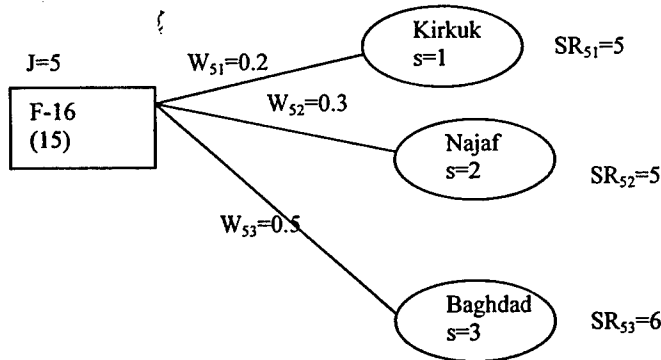 J=5
F-16
(15)
W₅₁=0.2
Kirkuk
s=1
SR₅₁=5
W₅₂=0.3
Najaf
s=2
SR₅₂=5
W₅₃=0.5
Baghdad
s=3
SR₅₃=6